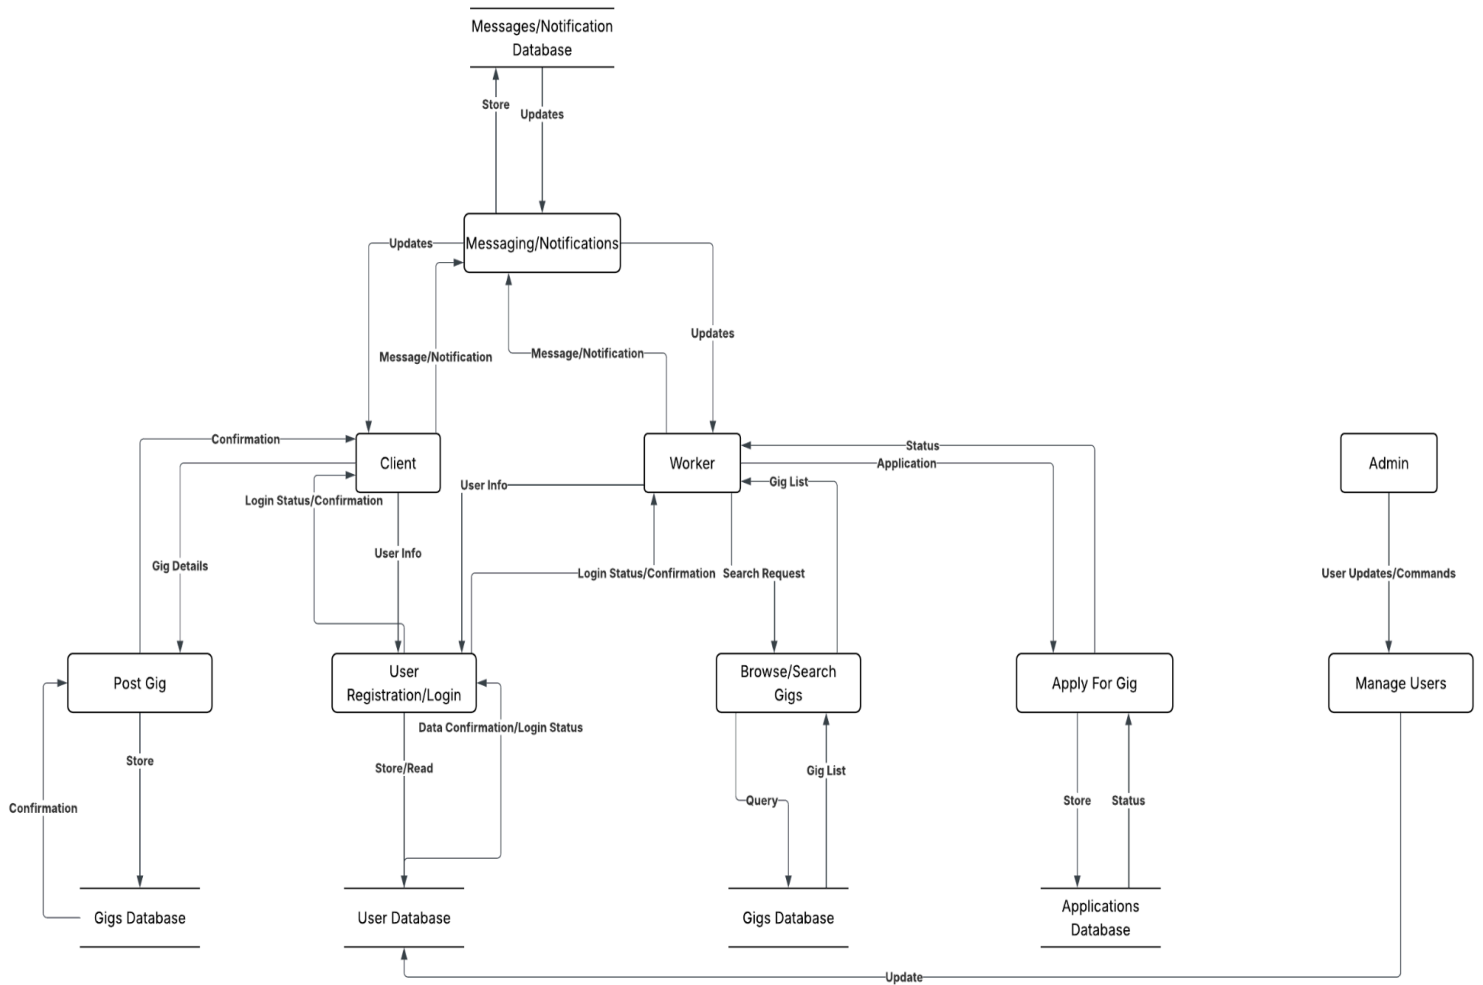 Messages/Notification
Database
Store
Updates
Messaging/Notifications
Updates
Updates
Message/Notification
Message/Notification
Confirmation
Client
Worker
Status
Application
Admin
Gig List
User Info
Login Status/Confirmation
User Info
Gig Details
Login Status/Confirmation
Search Request
User Updates/Commands
Post Gig
User
Registration/Login
Browse/Search
Gigs
Apply For Gig
Manage Users
Data Confirmation/Login Status
Store
Store/Read
Gig List
Query
Store
Status
Confirmation
Gigs Database
User Database
Gigs Database
Applications
Database
Update